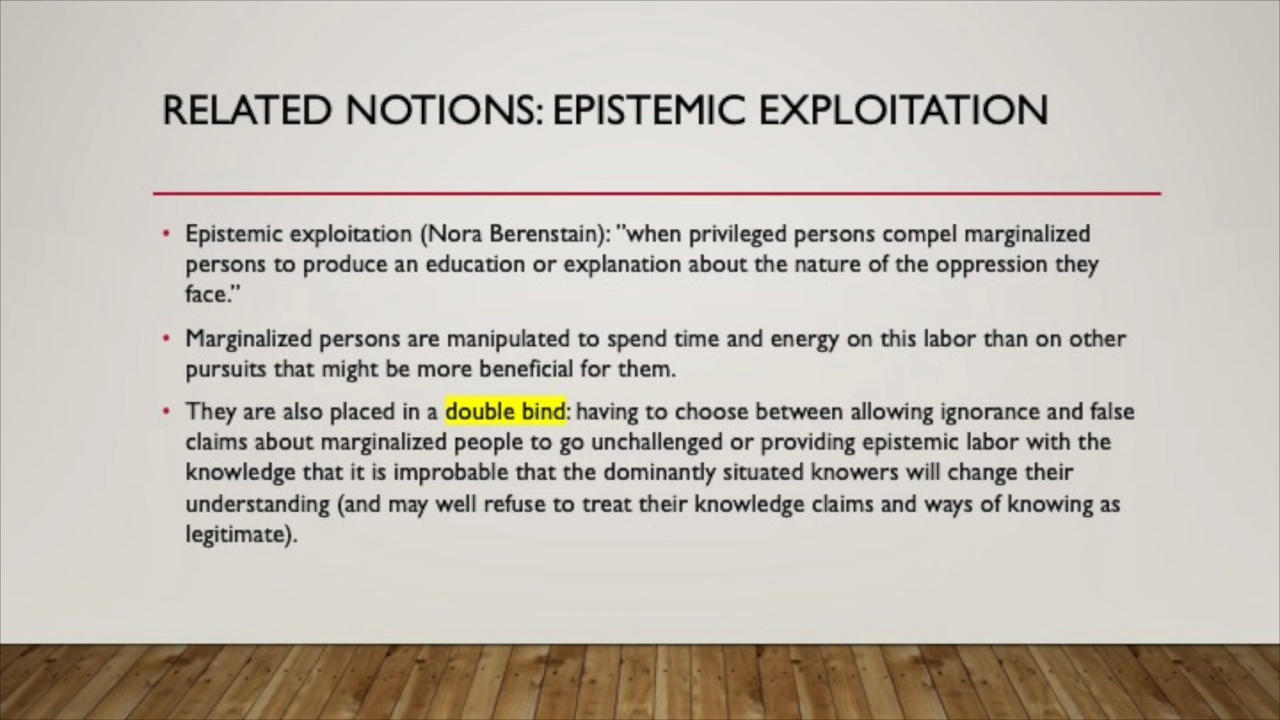 RELATED NOTIONS: EPISTEMIC EXPLOITATION
• Epistemic exploitation (Nora Berenstain): ”when privileged persons compel marginalized
persons to produce an education or explanation about the nature of the oppression they
face.”
• Marginalized persons are manipulated to spend time and energy on this labor than on other
pursuits that might be more beneficial for them.
• They are also placed in a double bind: having to choose between allowing ignorance and false
claims about marginalized people to go unchallenged or providing epistemic labor with the
knowledge that it is improbable that the dominantly situated knowers will change their
understanding (and may well refuse to treat their knowledge claims and ways of knowing as
legitimate).